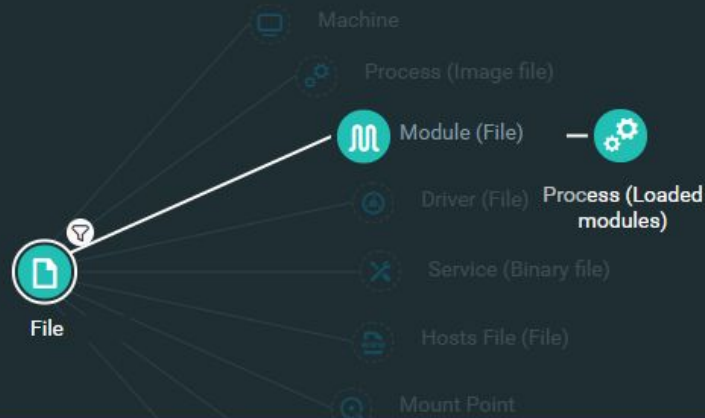 Machine
Process (Image file)
Module (File)
Process (Loaded
modules)
Driver (File)
Service (Binary file)
File
Hosts File (File)
Mount Point